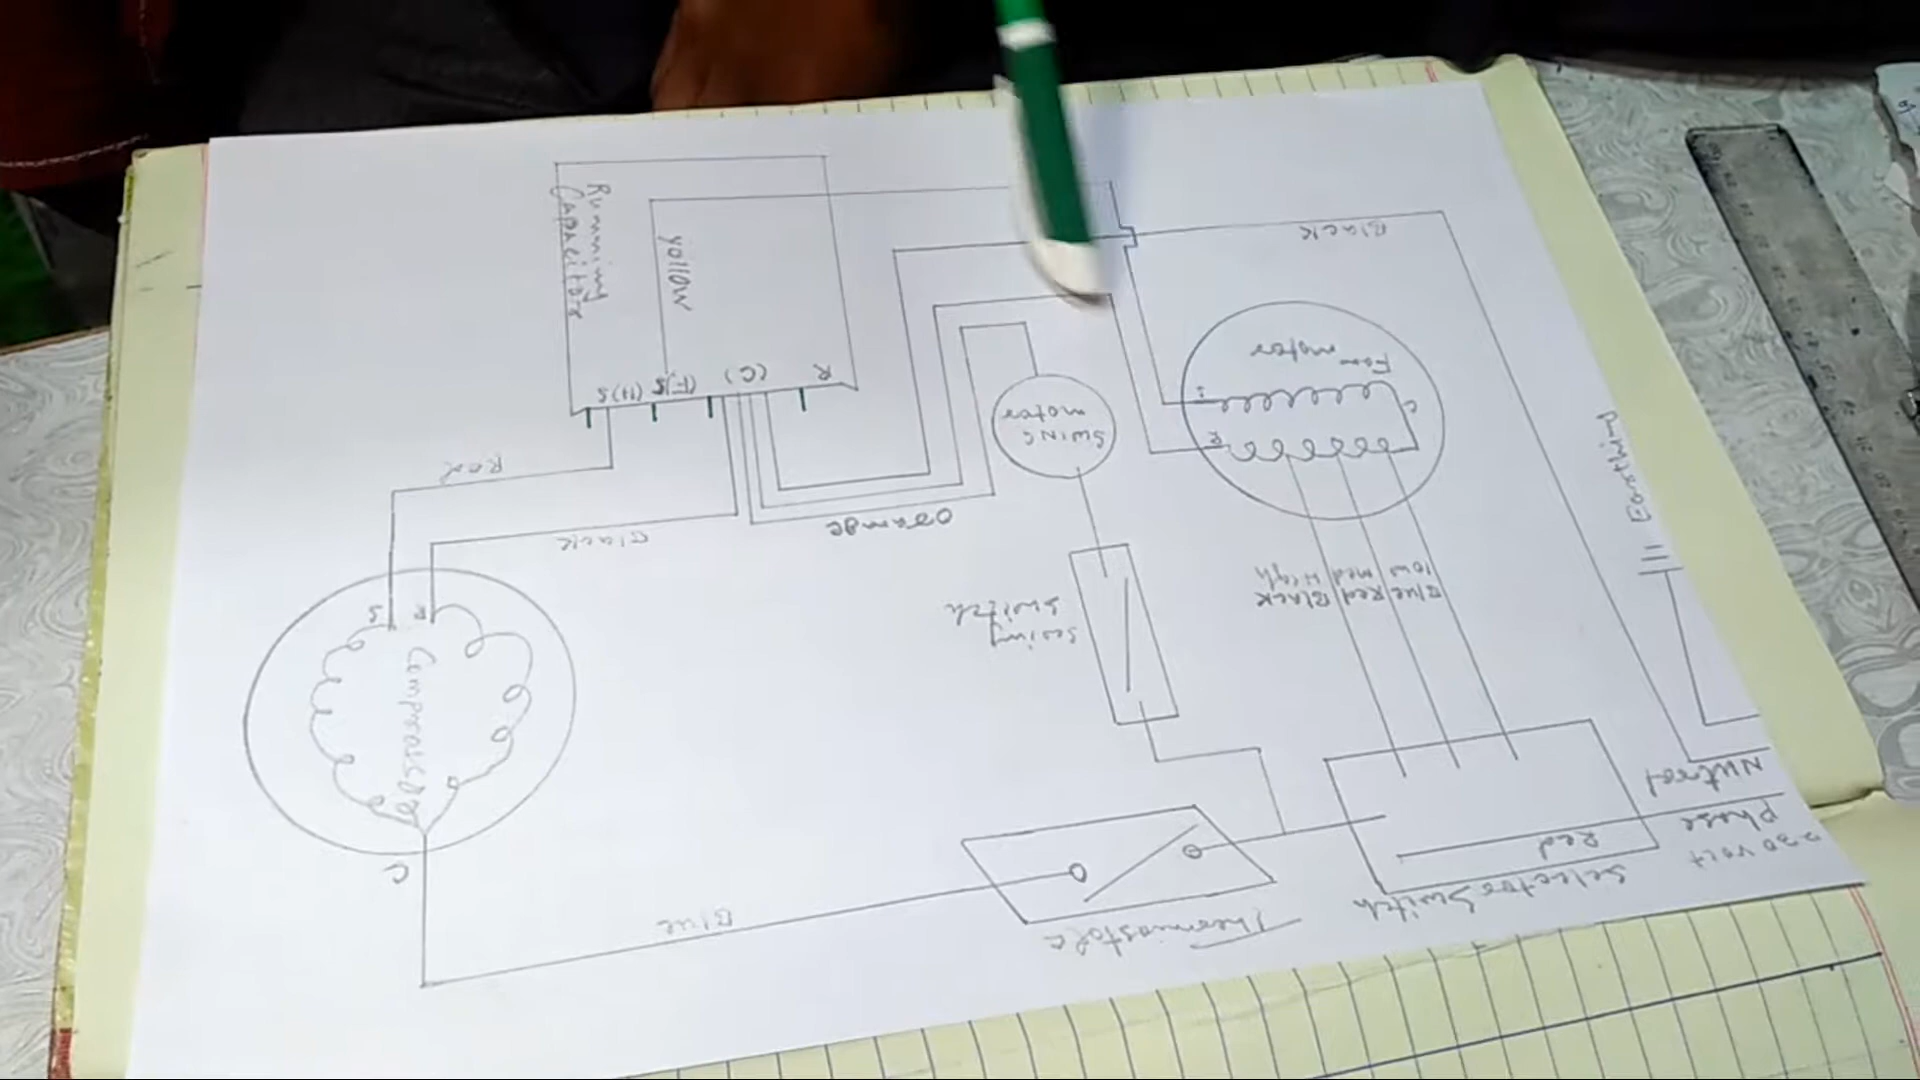 Running
Capacitor
yollow
S(H)
S(F)
(C)
R
Red
Black
orange
S
R
Compressor
C
Blue
SWING
motor
Swing
Switch
Thermostate
Black
Fan
motor
S
R
C
High
med
low
Black
Red
Blue
Earthing
Nutral
Phase
230 volt
Red
Selector Switch